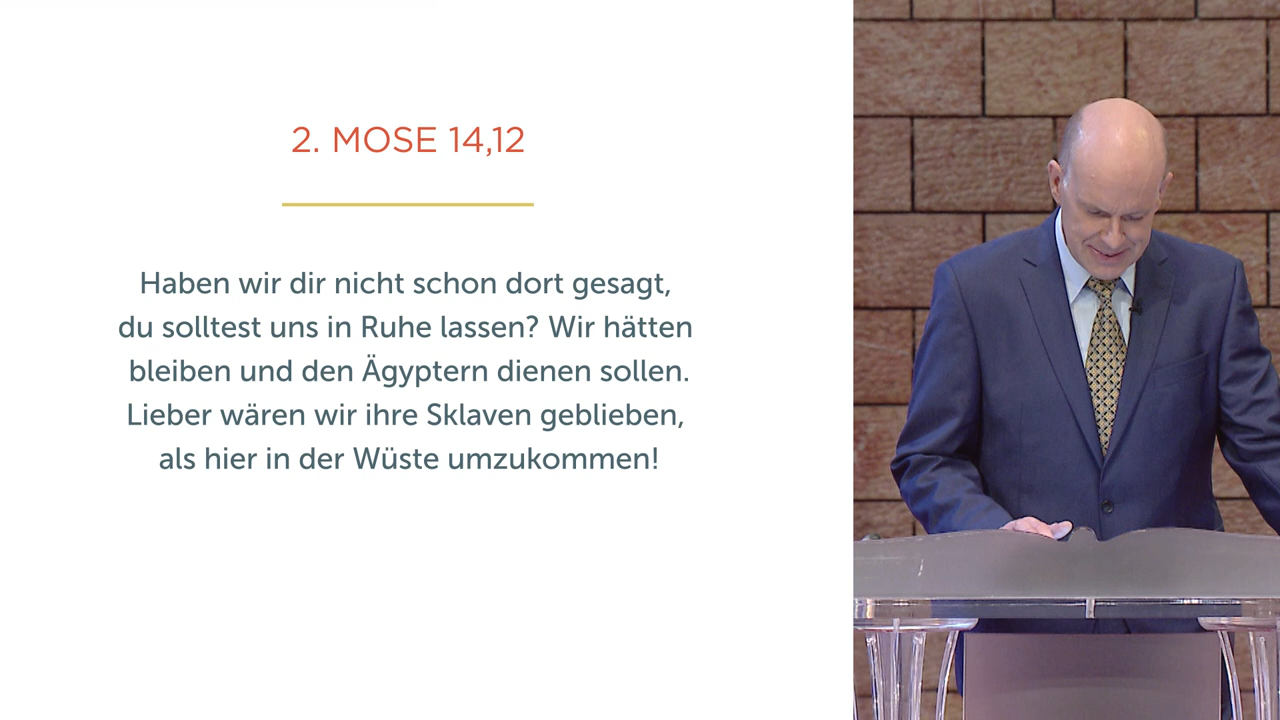 2. MOSE 14,12
Haben wir dir nicht schon dort gesagt,
du solltest uns in Ruhe lassen? Wir hätten
bleiben und den Ägyptern dienen sollen.
Lieber wären wir ihre Sklaven geblieben,
als hier in der Wüste umzukommen!